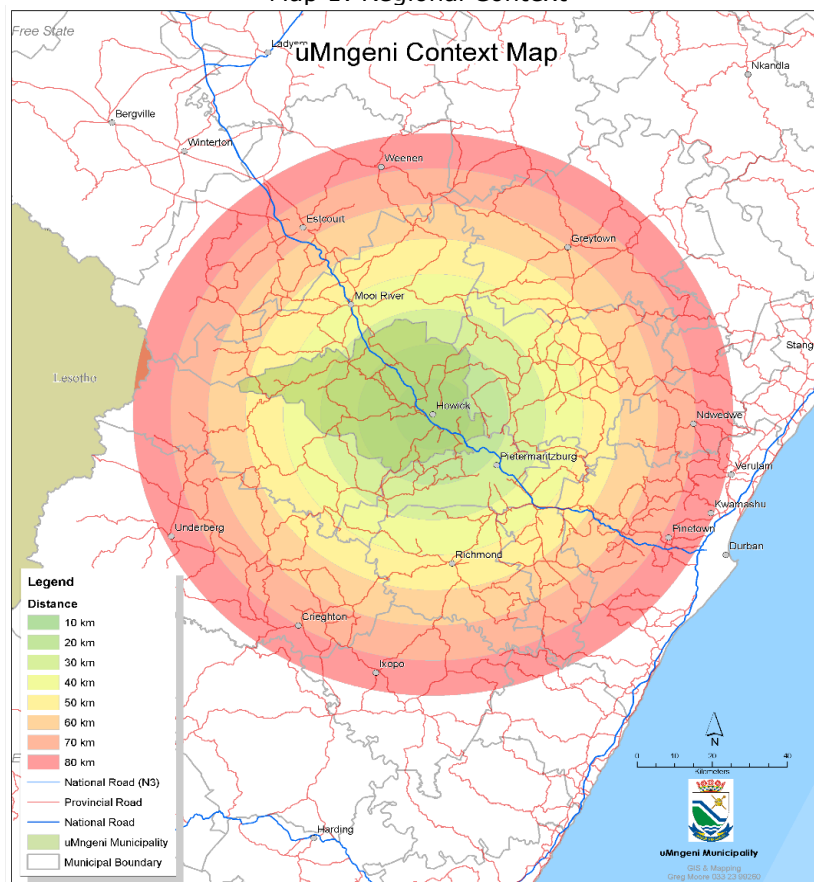 Free State
uMngeni Context Map
Nkandla
Bergville
Winterton
Weenen
Estcourt
Greytown
Mooi River
Lesotho
Howick
Ndwedwe
Pietermaritzburg
Verulam
Kwamashu
Pinetown
Durban
Underberg
Richmond
Crieghton
Ixopo
Harding
Legend
Distance
10 km
20 km
30 km
40 km
50 km
60 km
70 km
80 km
National Road (N3)
Provincial Road
National Road
uMngeni Municipality
Municipal Boundary
N
0 20 40
Kilometers
uMngeni Municipality
GIS & Mapping